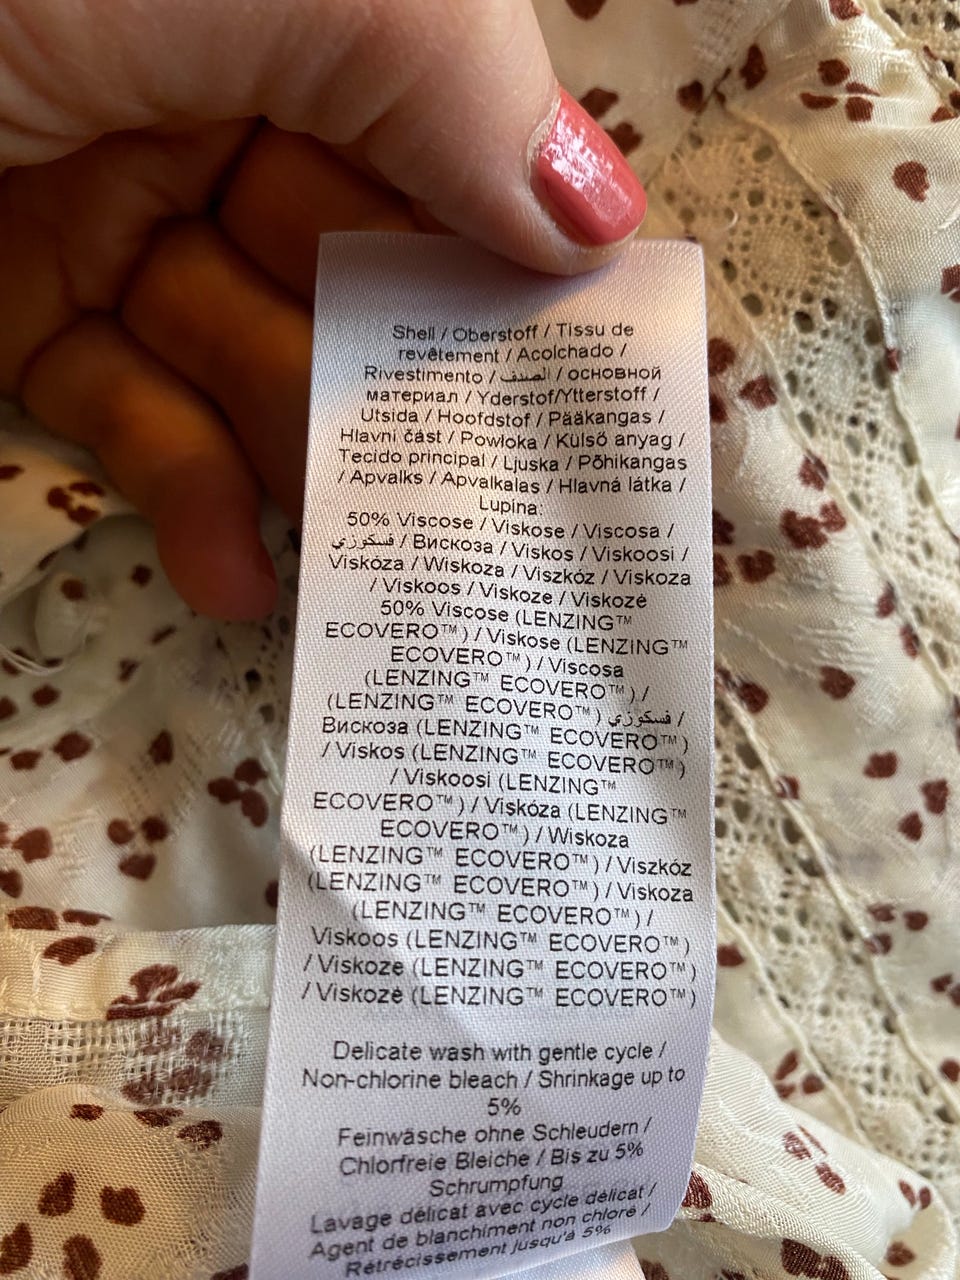 Shell / Oberstoff / Tissu de
revêtement / Acolchado /
Rivestimento / الصدف / основной
материал / Yderstof/Ytterstoff /
Utsida / Hoofdstof / Pääkangas /
Hlavní část / Powłoka / Külső anyag /
Tecido principal / Ljuska / Põhikangas
/ Apvalks / Apvalkalas / Hlavná látka /
Lupina:
50% Viscose / Viskose / Viscosa /
فسكوزي / Вискоза / Viskos / Viskoosi /
Viskóza / Wiskoza / Viszkóz / Viskoza
/ Viskoos / Viskoze / Viskozė
50% Viscose (LENZING™
ECOVERO™) / Viskose (LENZING™
ECOVERO™) / Viscosa
(LENZING™ ECOVERO™) /
(LENZING™ ECOVERO™) فسكوزي /
Вискоза (LENZING™ ECOVERO™)
/ Viskos (LENZING™ ECOVERO™)
/ Viskoosi (LENZING™
ECOVERO™) / Viskóza (LENZING™
ECOVERO™) / Wiskoza
(LENZING™ ECOVERO™) / Viszkóz
(LENZING™ ECOVERO™) / Viskoza
(LENZING™ ECOVERO™) /
Viskoos (LENZING™ ECOVERO™)
/ Viskoze (LENZING™ ECOVERO™)
/ Viskozė (LENZING™ ECOVERO™)
Delicate wash with gentle cycle /
Non-chlorine bleach / Shrinkage up to
5%
Feinwäsche ohne Schleudern /
Chlorfreie Bleiche / Bis zu 5%
Schrumpfung
Lavage délicat avec cycle délicat /
Agent de blanchiment non chloré /
Rétrécissement jusqu'à 5%